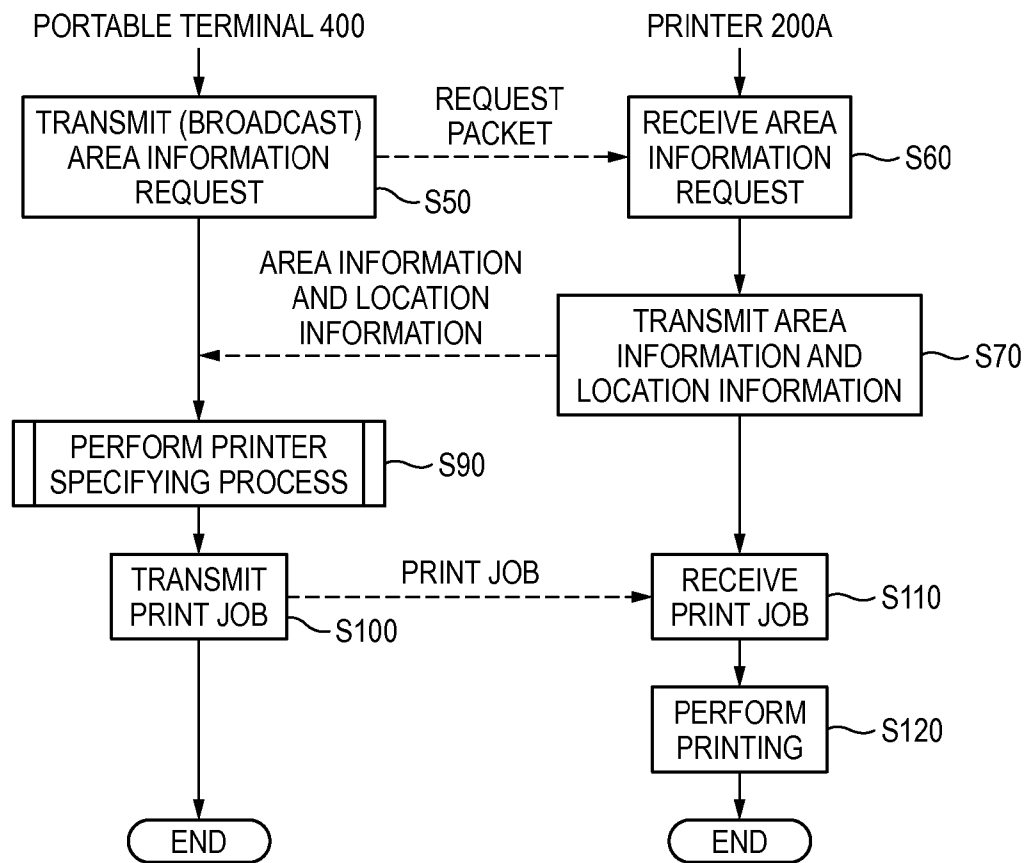 PORTABLE TERMINAL 400
PRINTER 200A
TRANSMIT (BROADCAST)
AREA INFORMATION
REQUEST
S50
REQUEST
PACKET
RECEIVE AREA
INFORMATION
REQUEST
S60
AREA INFORMATION
AND LOCATION
INFORMATION
TRANSMIT AREA
INFORMATION AND
LOCATION INFORMATION
S70
PERFORM PRINTER
SPECIFYING PROCESS
S90
TRANSMIT
PRINT JOB
S100
PRINT JOB
RECEIVE
PRINT JOB
S110
PERFORM
PRINTING
S120
END
END